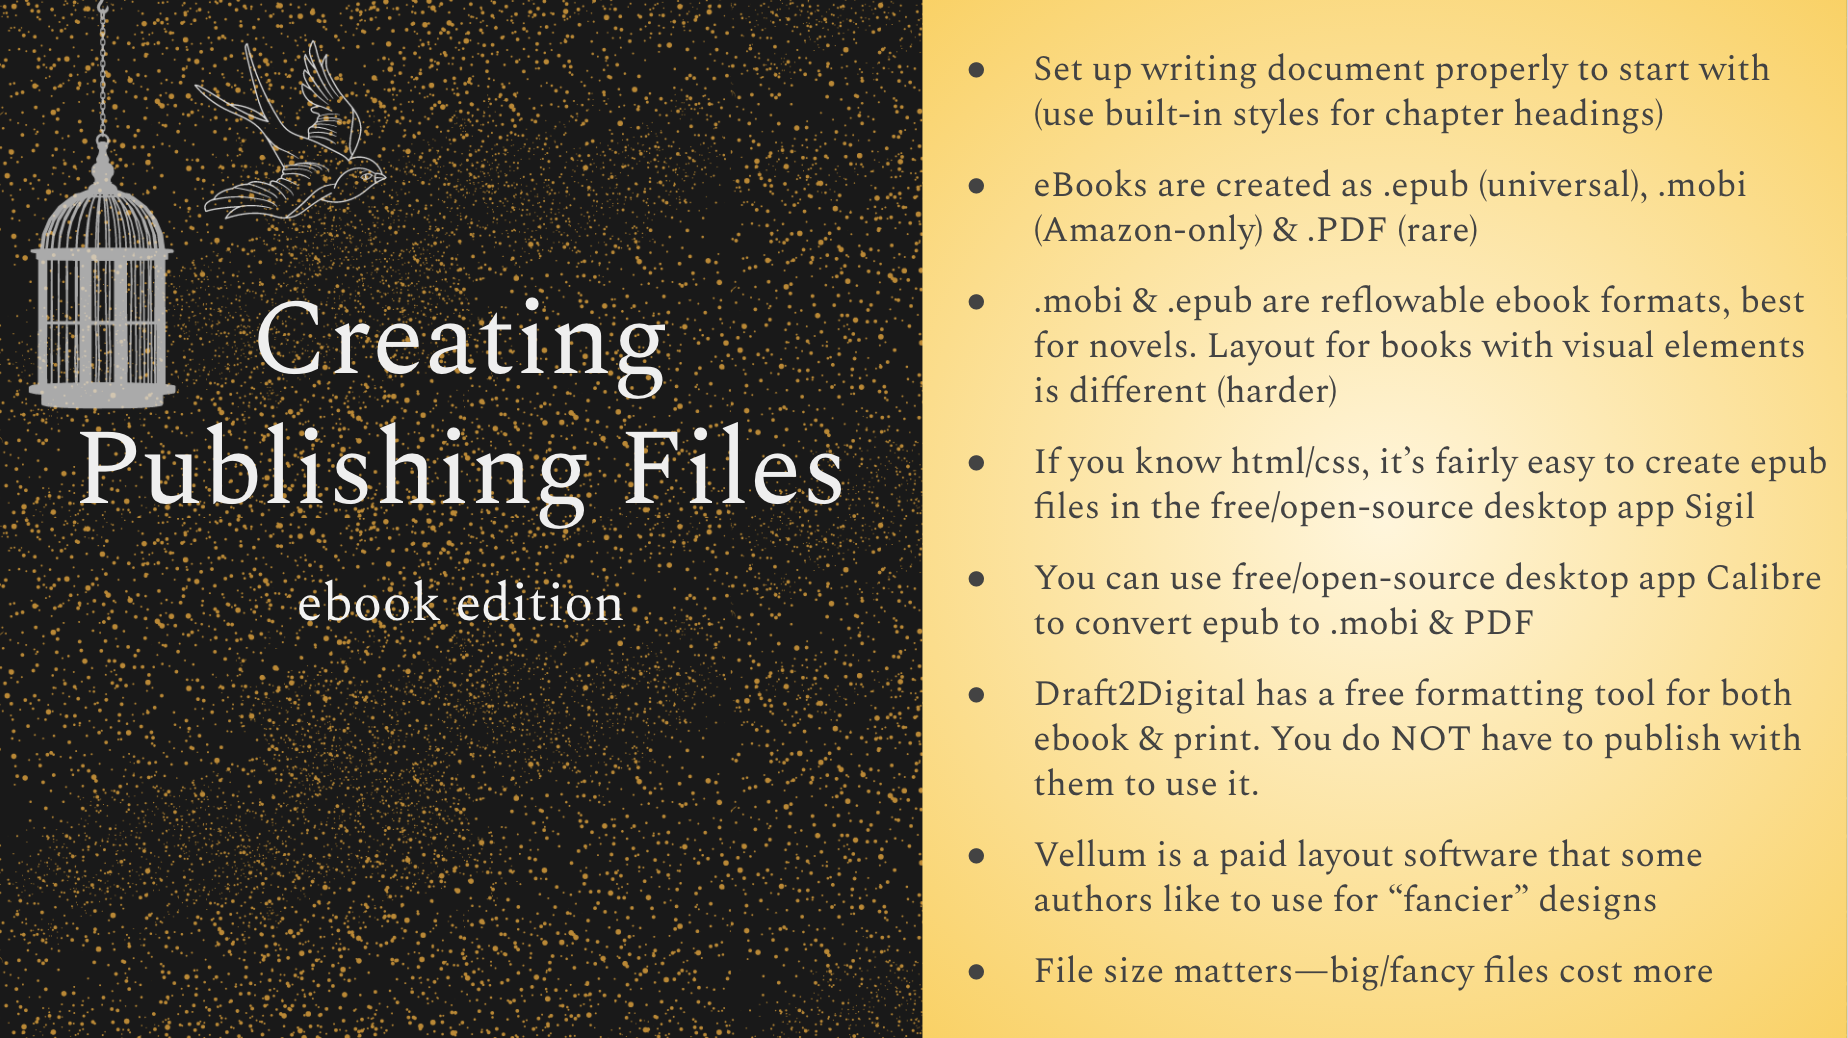 Creating
Publishing Files
ebook edition
● Set up writing document properly to start with
(use built-in styles for chapter headings)
● eBooks are created as .epub (universal), .mobi
(Amazon-only) & .PDF (rare)
● .mobi & .epub are reflowable ebook formats, best
for novels. Layout for books with visual elements
is different (harder)
● If you know html/css, it’s fairly easy to create epub
files in the free/open-source desktop app Sigil
● You can use free/open-source desktop app Calibre
to convert epub to .mobi & PDF
● Draft2Digital has a free formatting tool for both
ebook & print. You do NOT have to publish with
them to use it.
● Vellum is a paid layout software that some
authors like to use for “fancier” designs
● File size matters—big/fancy files cost more